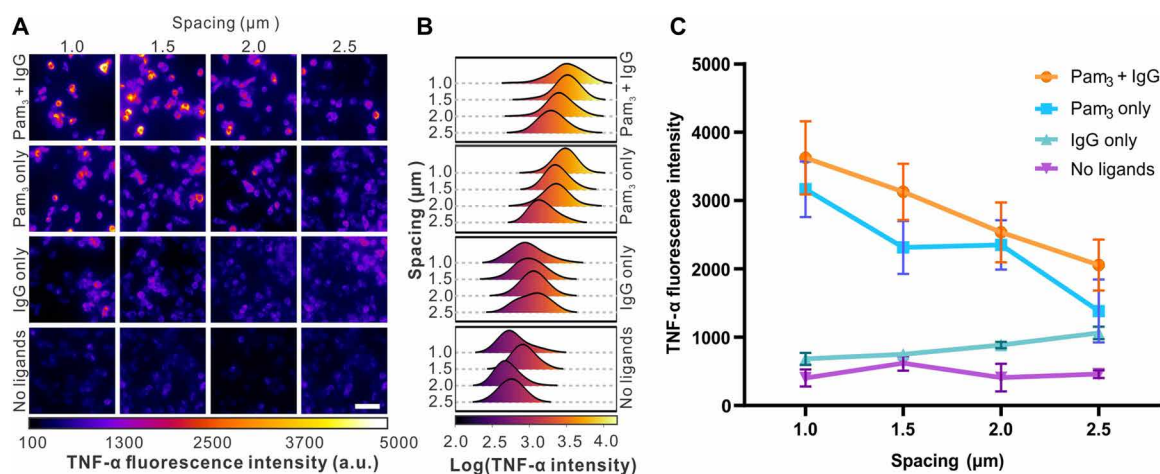 A
Spacing (μm)
1.0 1.5 2.0 2.5
Pam₃ + IgG
Pam₃ only
IgG only
No ligands
100 1300 2500 3700 5000
TNF-α fluorescence intensity (a.u.)
B
Spacing (μm)
1.0
1.5
2.0
2.5
Pam₃ + IgG
1.0
1.5
2.0
2.5
Pam₃ only
1.0
1.5
2.0
2.5
IgG only
1.0
1.5
2.0
2.5
No ligands
2.0 2.5 3.0 3.5 4.0
Log(TNF-α intensity)
C
TNF-α fluorescence intensity
5000
4000
3000
2000
1000
0
1.0 1.5 2.0 2.5
Spacing (μm)
Pam₃ + IgG
Pam₃ only
IgG only
No ligands